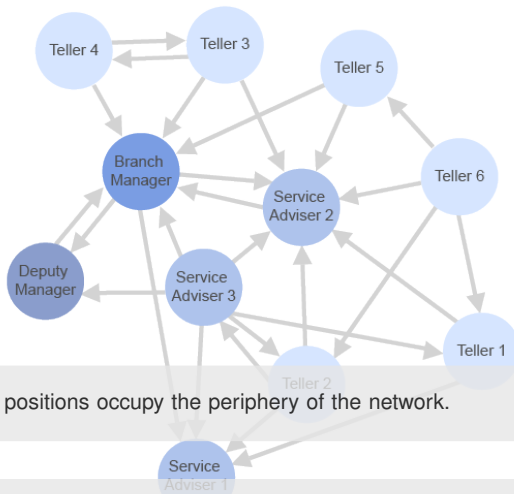 Teller 4
Teller 3
Teller 5
Branch
Manager
Teller 6
Service
Adviser 2
Deputy
Manager
Service
Adviser 3
Teller 1
Teller 2
positions occupy the periphery of the network.
Service
Adviser 1